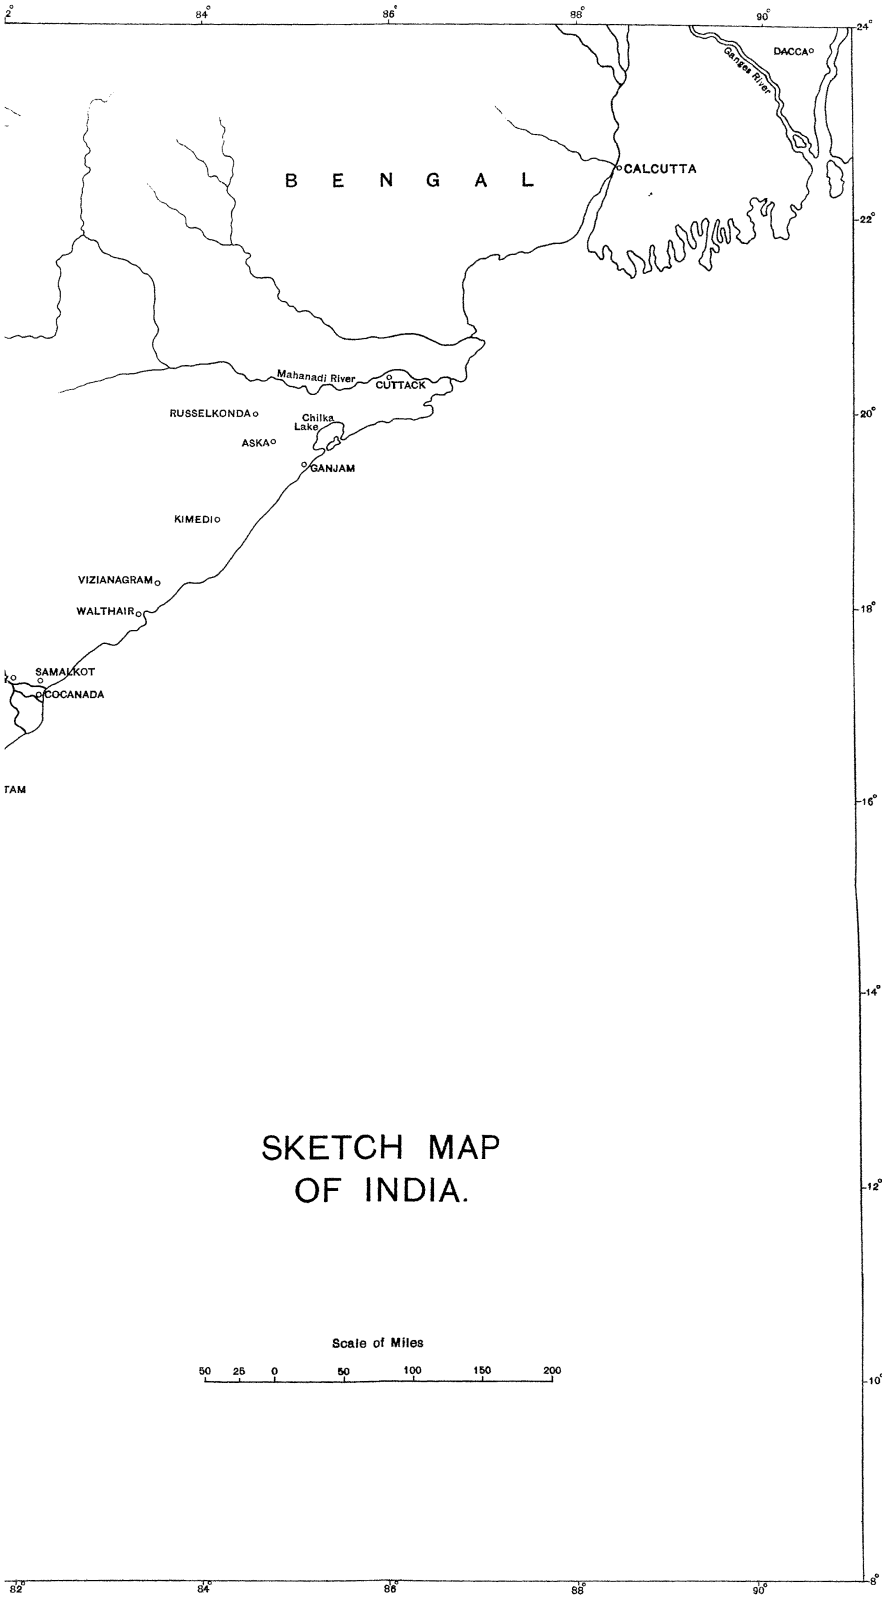 2° 84° 86° 88° 90°
24°
DACCA
Ganges River
CALCUTTA
BENGAL
22°
Mahanadi River
CUTTACK
RUSSELKONDA
Chilka
Lake
20°
ASKA
GANJAM
KIMEDI
VIZIANAGRAM
WALTHAIR
18°
SAMALKOT
COCANADA
TAM
16°
14°
SKETCH MAP
OF INDIA.
12°
Scale of Miles
50 25 0 50 100 150 200
10°
8°
82° 84° 86° 88° 90°